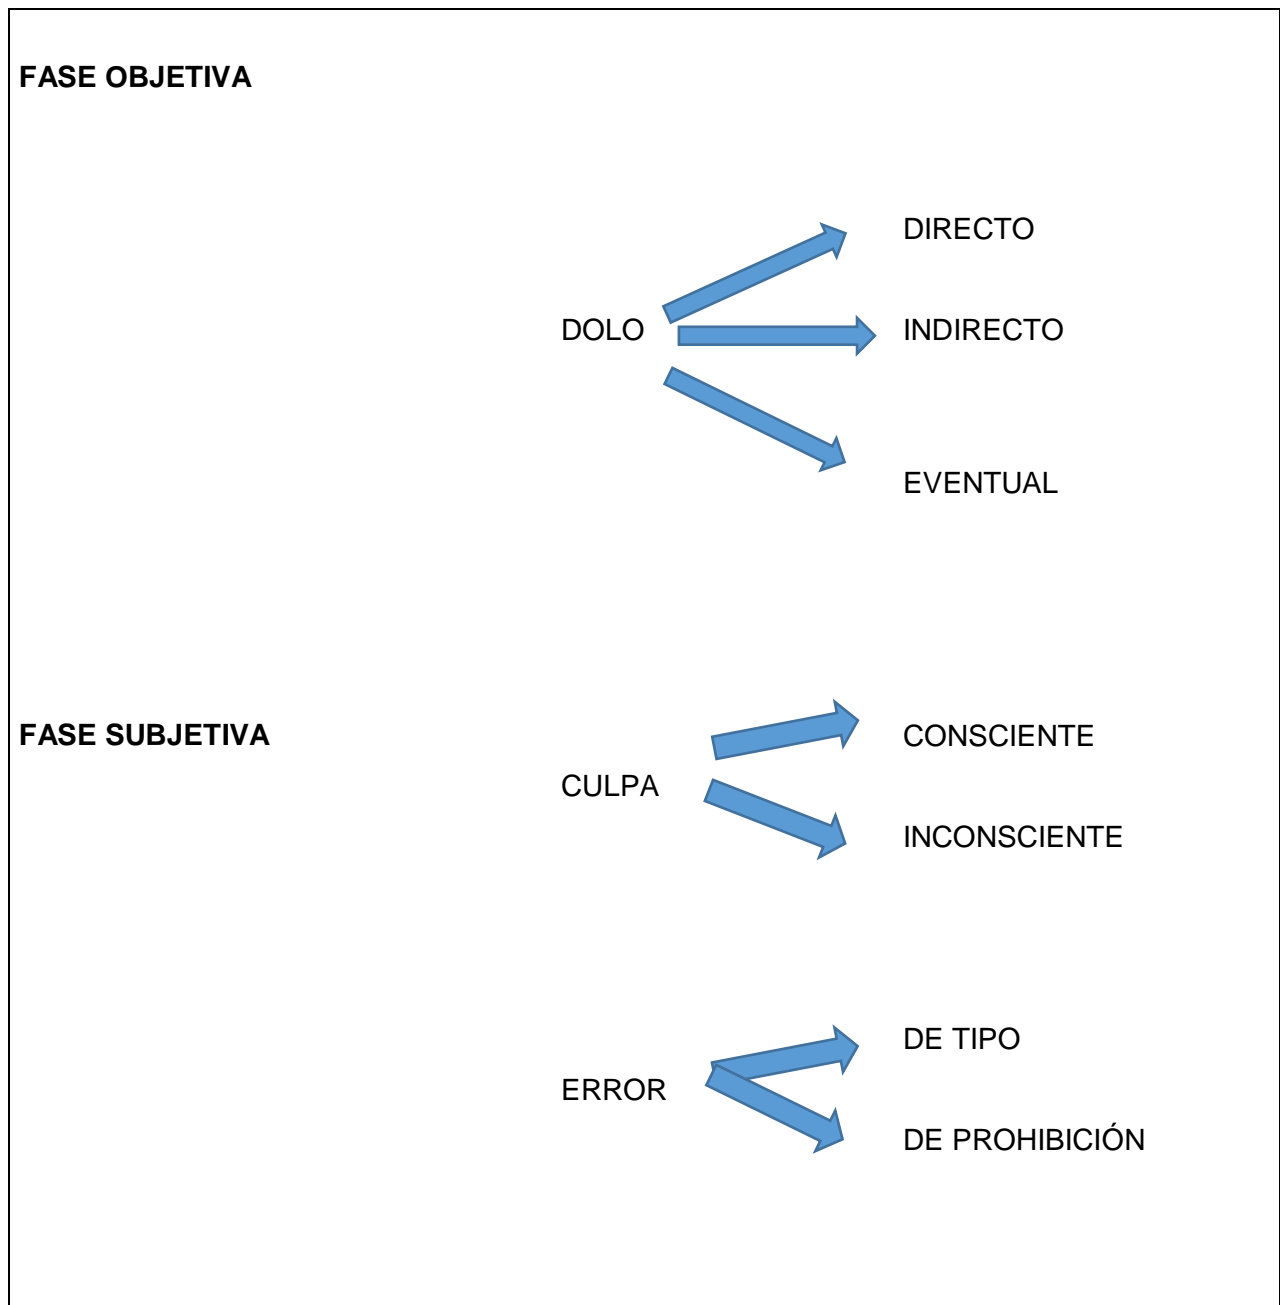 FASE OBJETIVA
DIRECTO
DOLO
INDIRECTO
EVENTUAL
FASE SUBJETIVA
CONSCIENTE
CULPA
INCONSCIENTE
DE TIPO
ERROR
DE PROHIBICIÓN